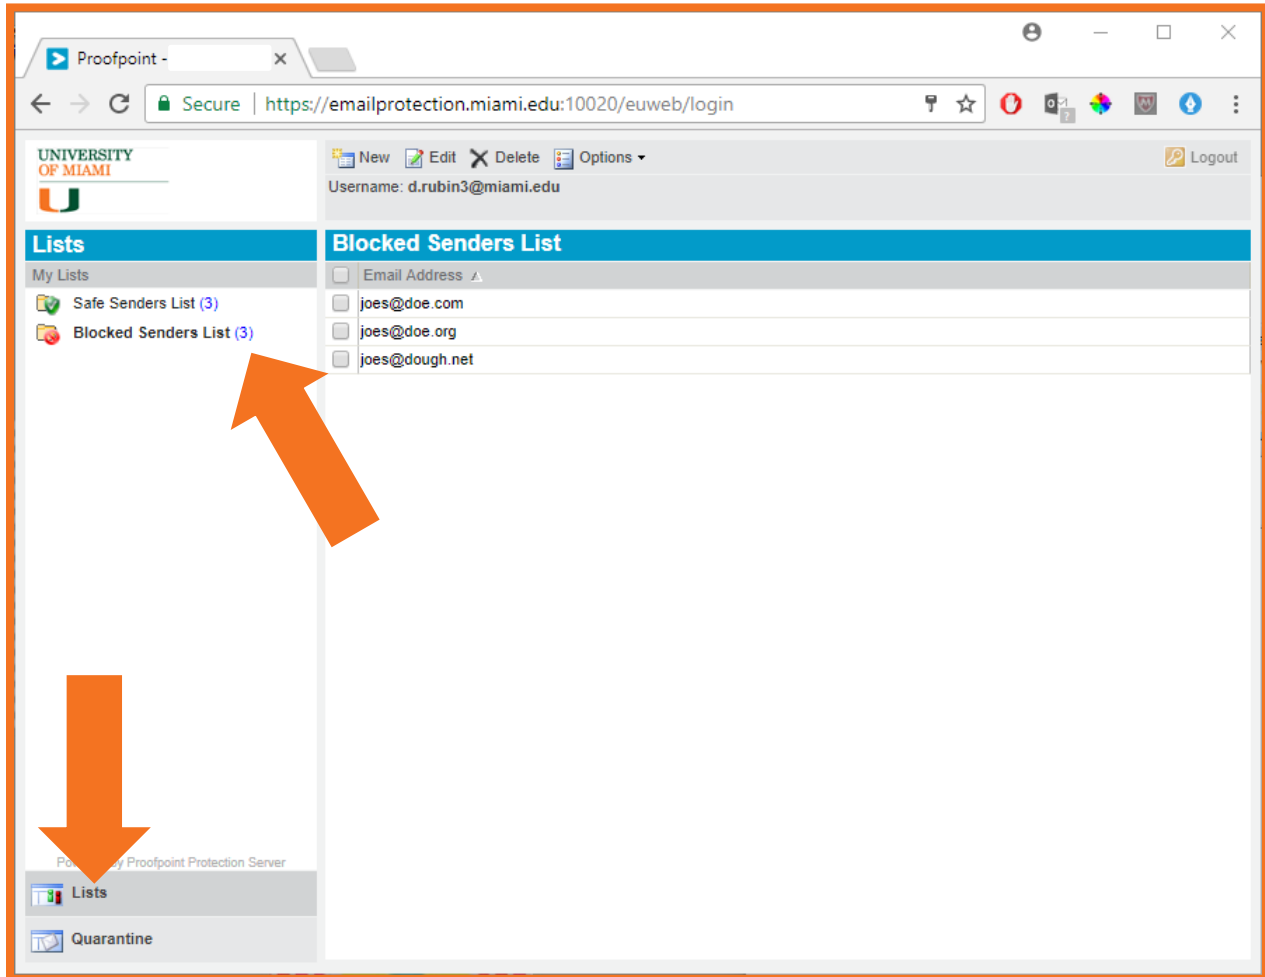 Proofpoint -
Secure | https://emailprotection.miami.edu:10020/euweb/login
UNIVERSITY
OF MIAMI
New Edit Delete Options Logout
Username: d.rubin3@miami.edu
Lists
My Lists
Safe Senders List (3)
Blocked Senders List (3)
Blocked Senders List
Email Address
joes@doe.com
joes@doe.org
joes@dough.net
Proofpoint Protection Server
Lists
Quarantine